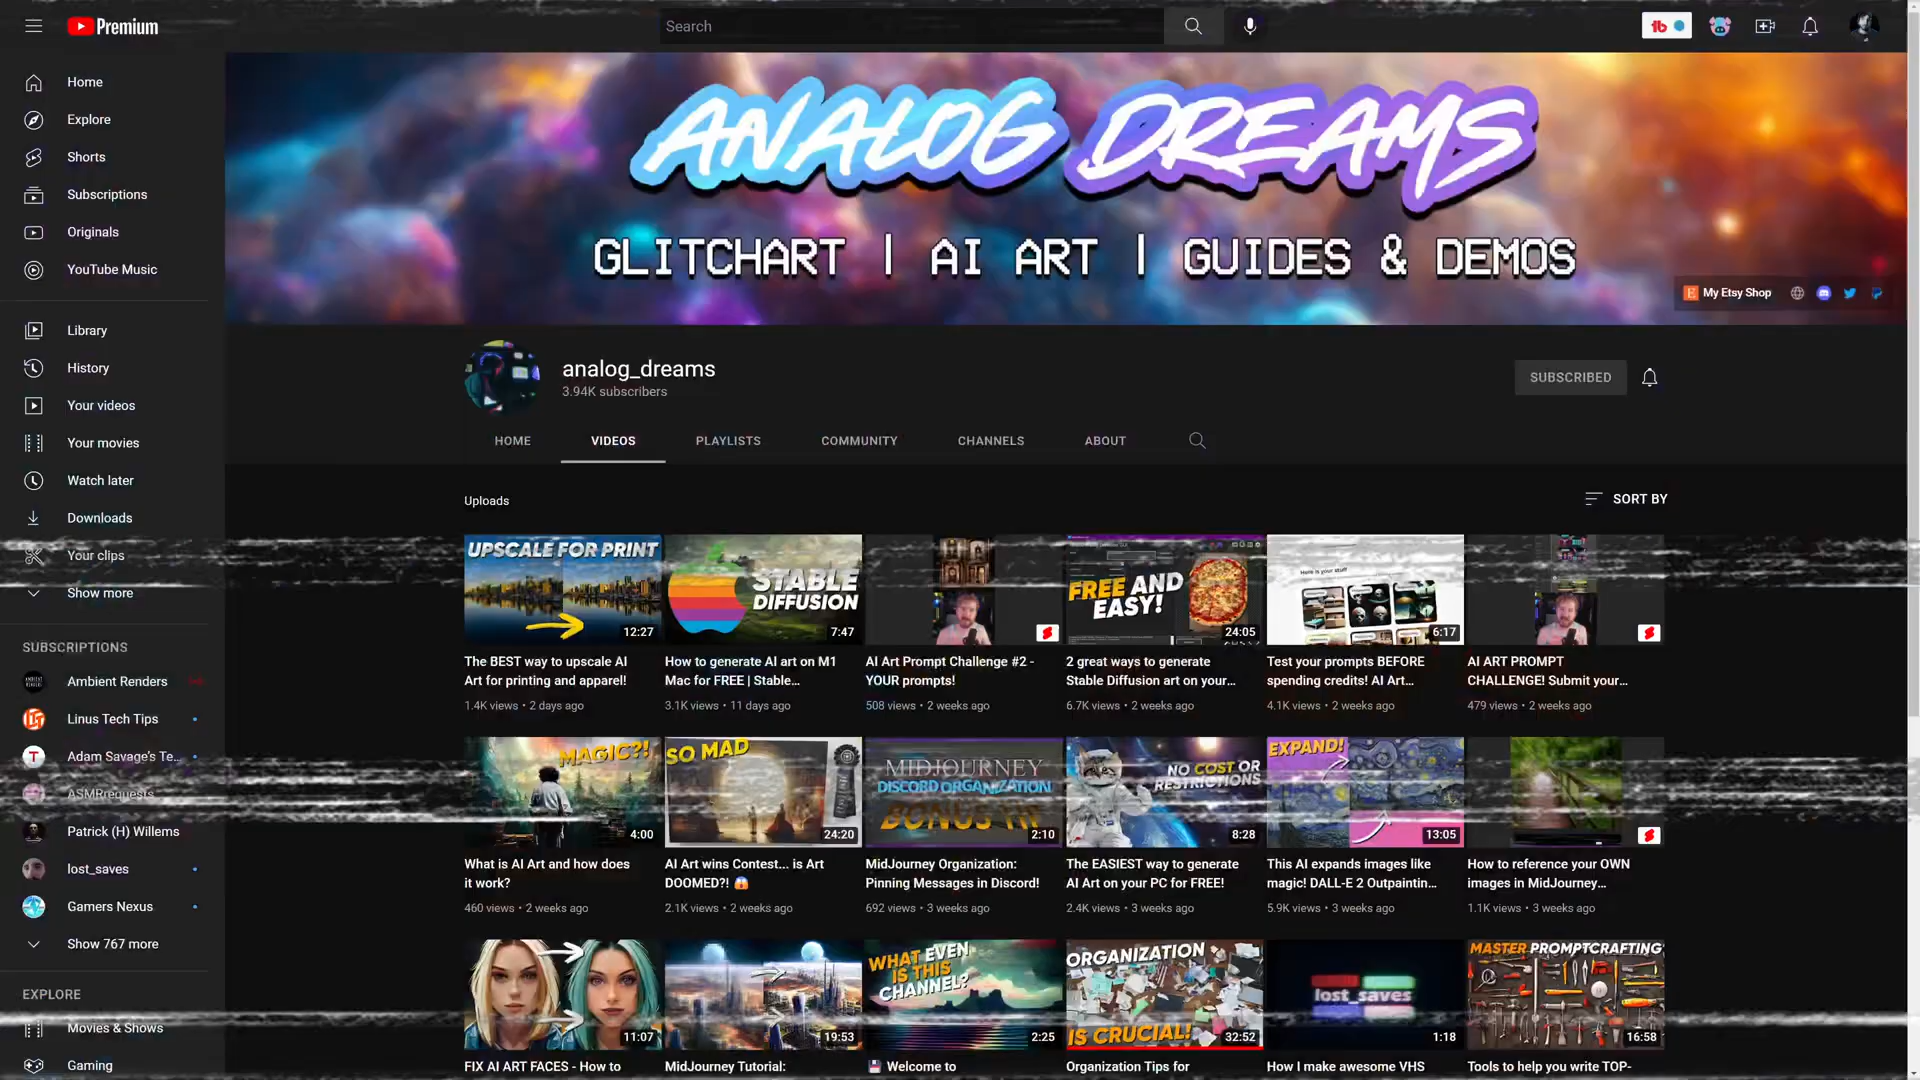 Premium
Search
Home
Explore
Shorts
Subscriptions
Originals
YouTube Music
Library
History
Your videos
Your movies
Watch later
Downloads
Your clips
Show more
SUBSCRIPTIONS
Ambient Renders
Linus Tech Tips
Adam Savage's Te...
ASMRrequests
Patrick (H) Willems
lost_saves
Gamers Nexus
Show 767 more
EXPLORE
Movies & Shows
Gaming
ANALOG DREAMS
GLITCHART | AI ART | GUIDES & DEMOS
My Etsy Shop
analog_dreams
3.94K subscribers
SUBSCRIBED
HOME
VIDEOS
PLAYLISTS
COMMUNITY
CHANNELS
ABOUT
Uploads
SORT BY
UPSCALE FOR PRINT
12:27
The BEST way to upscale AI
Art for printing and apparel!
1.4K views • 2 days ago
STABLE
DIFFUSION
7:47
How to generate AI art on M1
Mac for FREE | Stable...
3.1K views • 11 days ago
AI Art Prompt Challenge #2 -
YOUR prompts!
508 views • 2 weeks ago
FREE AND
EASY!
24:05
2 great ways to generate
Stable Diffusion art on your...
6.7K views • 2 weeks ago
Here is your stuff
6:17
Test your prompts BEFORE
spending credits! AI Art...
4.1K views • 2 weeks ago
AI ART PROMPT
CHALLENGE! Submit your...
479 views • 2 weeks ago
MAGIC?!
4:00
What is AI Art and how does
it work?
460 views • 2 weeks ago
SO MAD
24:20
AI Art wins Contest... is Art
DOOMED?! 😱
2.1K views • 2 weeks ago
MIDJOURNEY
DISCORD ORGANIZATION
BONUS !!!
2:10
MidJourney Organization:
Pinning Messages in Discord!
692 views • 3 weeks ago
NO COST OR
RESTRICTIONS
8:28
The EASIEST way to generate
AI Art on your PC for FREE!
2.4K views • 3 weeks ago
EXPAND!
13:05
This AI expands images like
magic! DALL-E 2 Outpaintin...
5.9K views • 3 weeks ago
How to reference your OWN
images in MidJourney...
1.1K views • 3 weeks ago
11:07
FIX AI ART FACES - How to
19:53
MidJourney Tutorial:
WHAT EVEN
IS THIS
CHANNEL?
2:25
💾 Welcome to
ORGANIZATION
IS CRUCIAL!
32:52
Organization Tips for
lost_saves
1:18
How I make awesome VHS
MASTER PROMPTCRAFTING
16:58
Tools to help you write TOP-